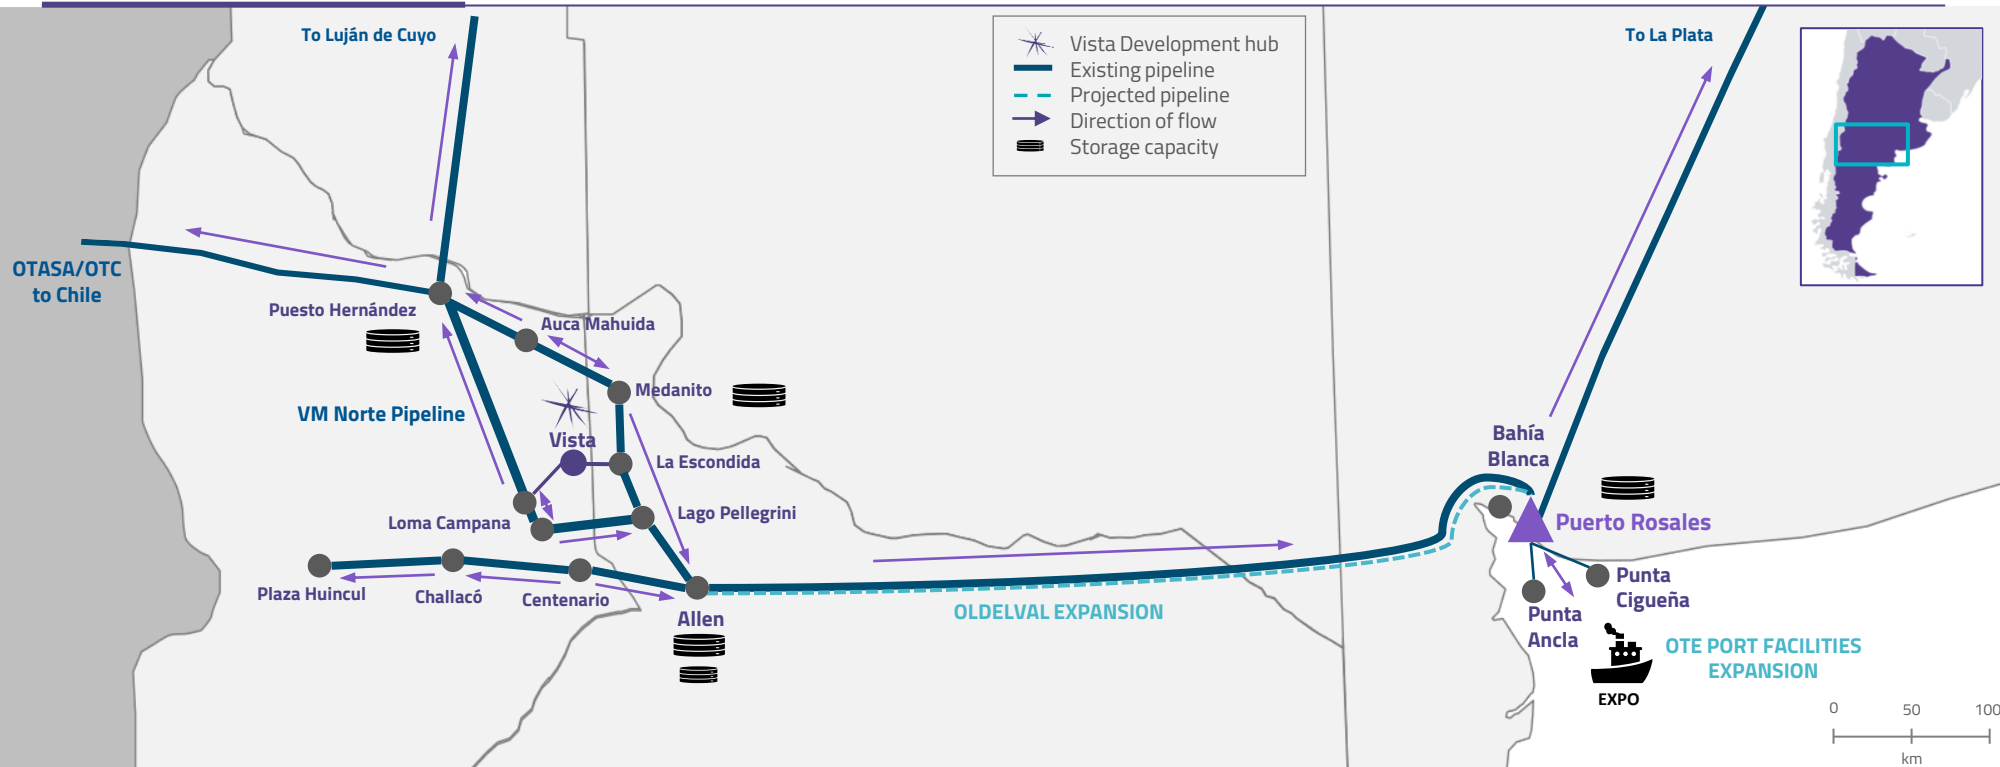 To Luján de Cuyo
Vista Development hub
Existing pipeline
Projected pipeline
Direction of flow
Storage capacity
To La Plata
OTASA/OTC
to Chile
Puesto Hernández
Auca Mahuida
Medanito
VM Norte Pipeline
Vista
La Escondida
Loma Campana
Lago Pellegrini
Plaza Huincul
Challacó
Centenario
Allen
OLDELVAL EXPANSION
Bahía
Blanca
Puerto Rosales
Punta
Cigueña
Punta
Ancla
EXPO
OTE PORT FACILITIES
EXPANSION
0 50 100
km